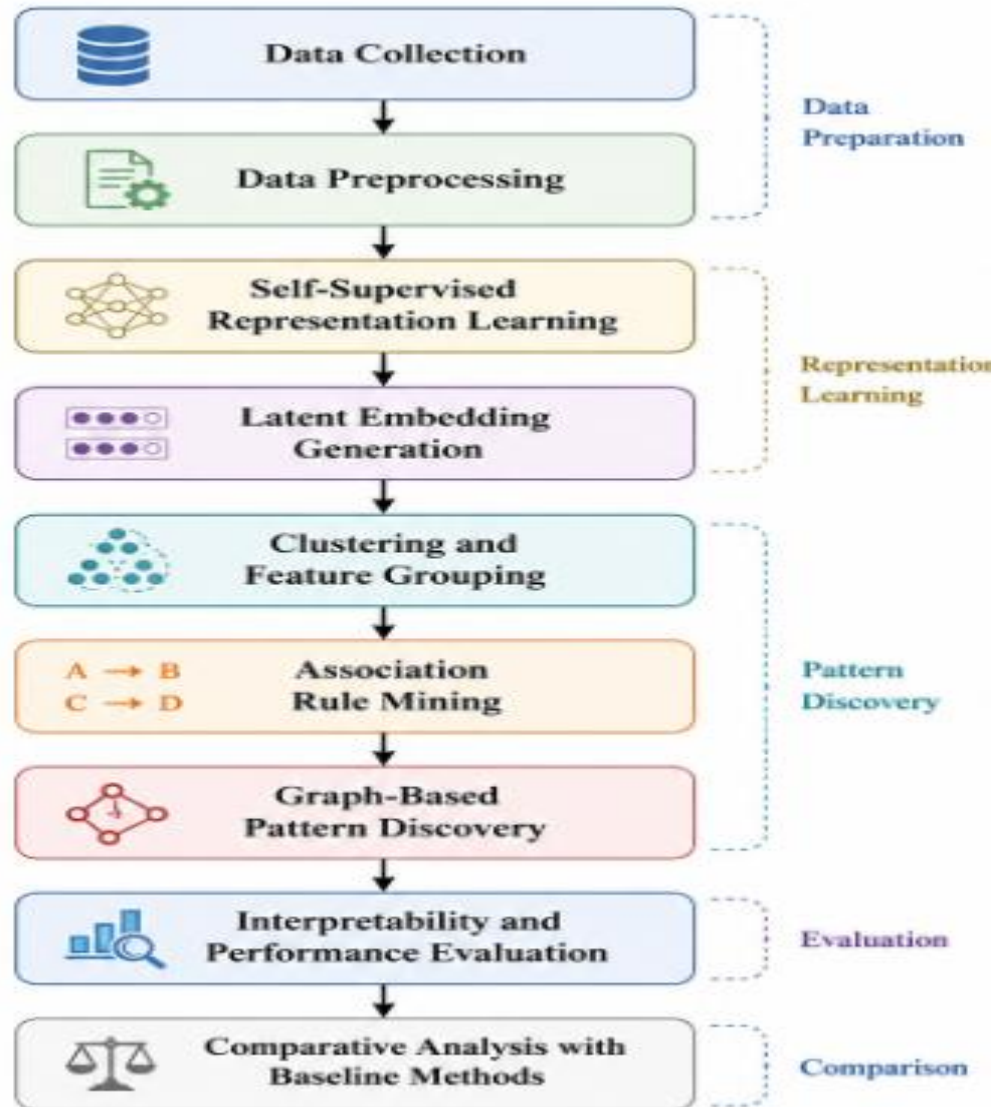 Data Collection
Data
Preparation
Data Preprocessing
Self-Supervised
Representation Learning
Representation
Learning
Latent Embedding
Generation
Clustering and
Feature Grouping
A → B
C → D
Association
Rule Mining
Pattern
Discovery
Graph-Based
Pattern Discovery
Interpretability and
Performance Evaluation
Evaluation
Comparative Analysis with
Baseline Methods
Comparison